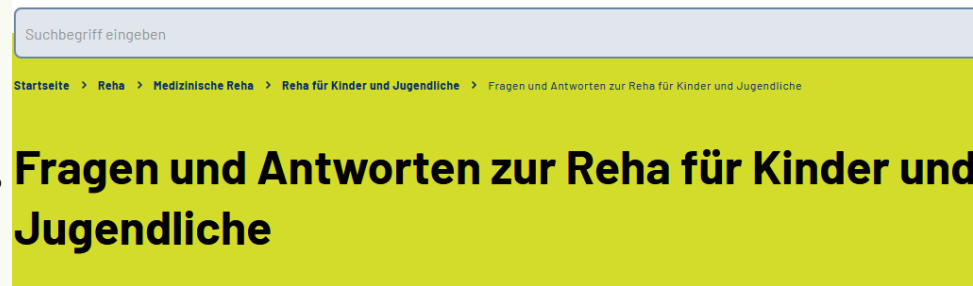 Suchbegriff eingeben
Startseite > Reha > Medizinische Reha > Reha für Kinder und Jugendliche > Fragen und Antworten zur Reha für Kinder und Jugendliche
Fragen und Antworten zur Reha für Kinder und
Jugendliche